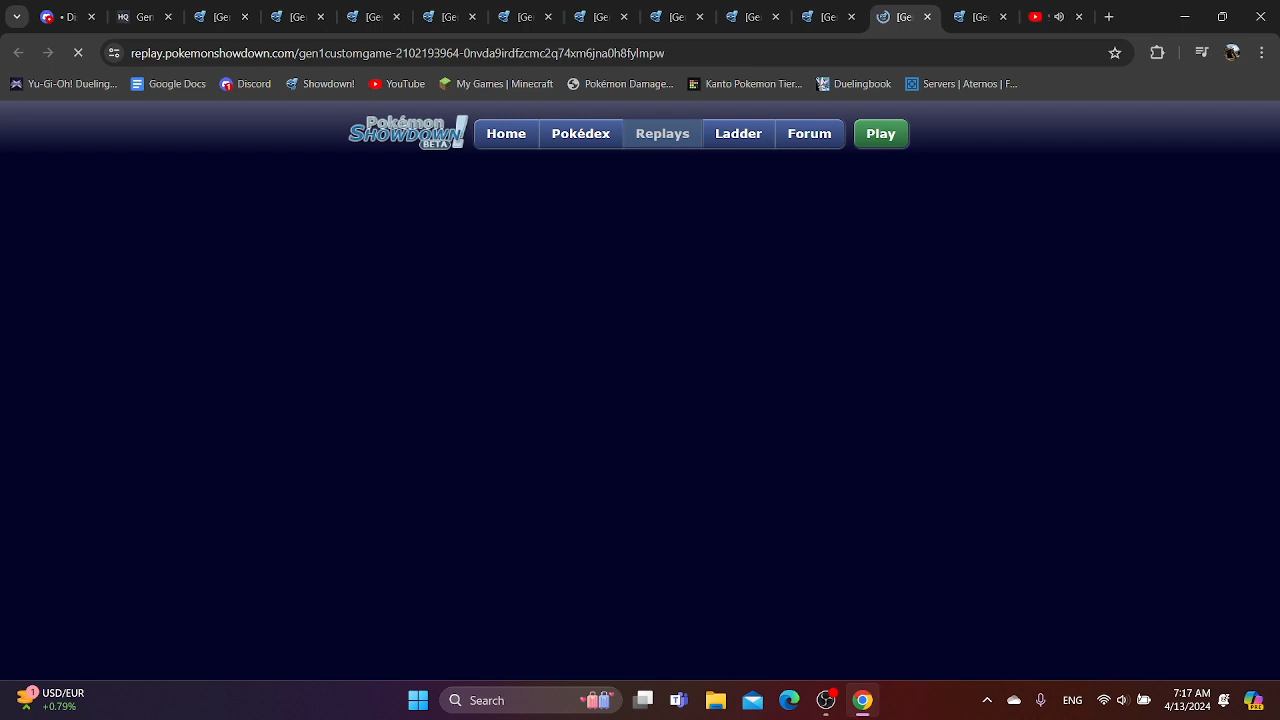 Di
Gen
[Ge
[Ge
[Ge
[Ge
[Ge
[Ge
[Ge
[Ge
[Ge
[Ge
[Ge
replay.pokemonshowdown.com/gen1customgame-2102193964-0nvda9irdfzcmc2q74xm6jna0h8fylmpw
Yu-Gi-Oh! Dueling...
Google Docs
Discord
Showdown!
YouTube
My Games | Minecraft
Pokémon Damage...
Kanto Pokemon Tier...
Duelingbook
Servers | Aternos | F...
Pokémon SHOWDOWN! BETA
Home
Pokédex
Replays
Ladder
Forum
Play
1
USD/EUR
+0.79%
Search
ENG
7:17 AM
4/13/2024
PRE